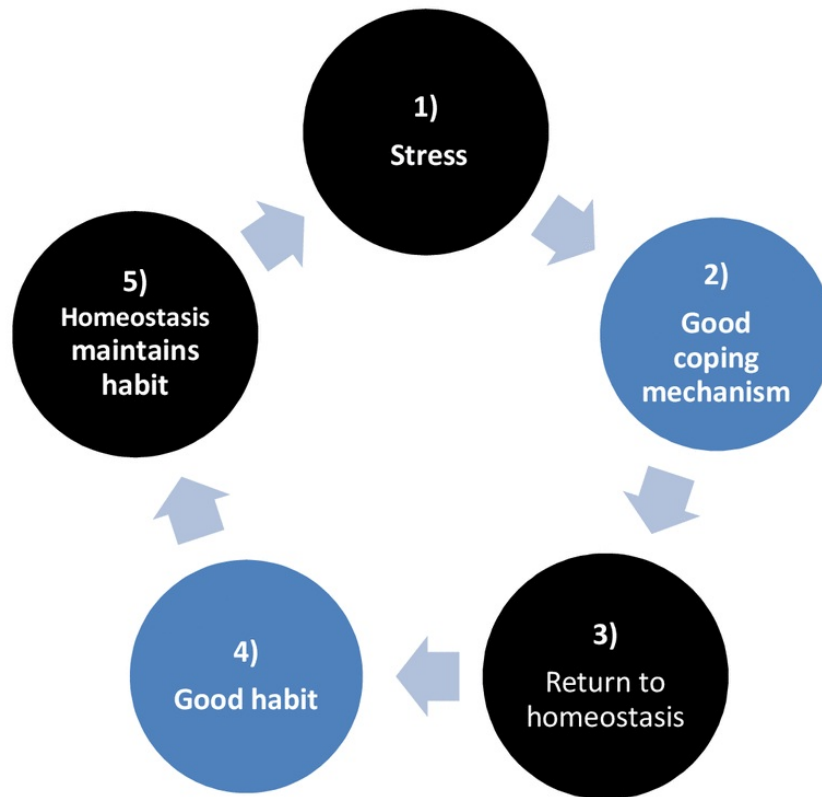 1)
Stress
2)
Good
coping
mechanism
3)
Return to
homeostasis
4)
Good habit
5)
Homeostasis
maintains
habit